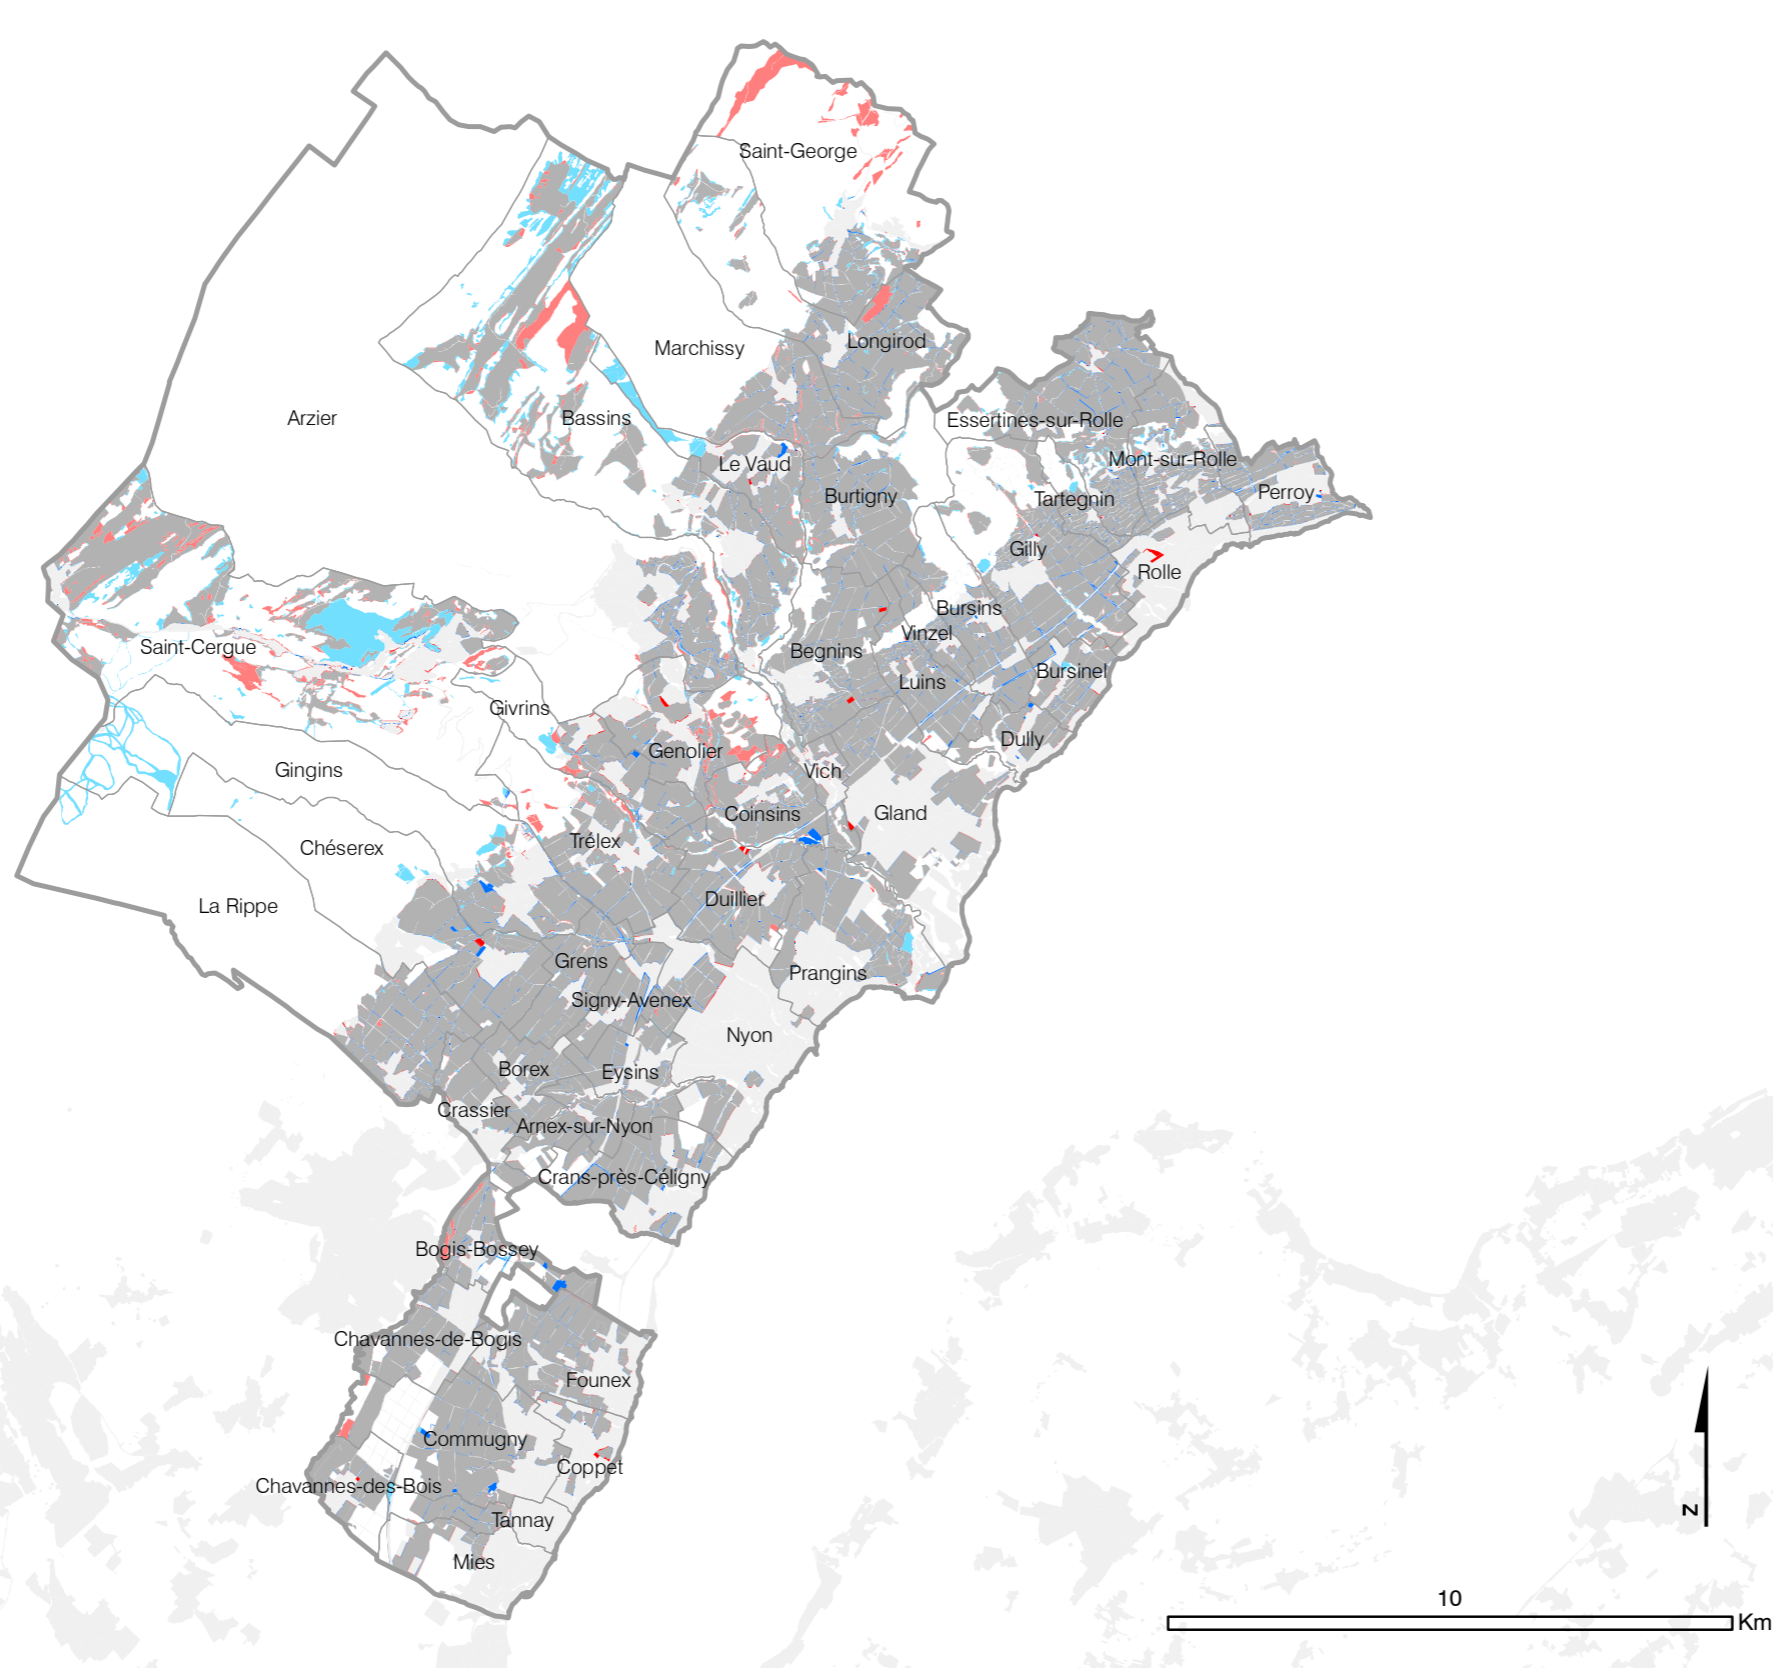 Saint-George
Longirod
Marchissy
Arzier
Bassins
Essertines-sur-Rolle
Le Vaud
Mont-sur-Rolle
Burtigny
Tartegnin
Perroy
Gilly
Rolle
Bursins
Vinzel
Saint-Cergue
Begnins
Bursinel
Luins
Givrins
Dully
Genolier
Gingins
Vich
Coinsins
Gland
Trélex
Chéserex
Duillier
La Rippe
Grens
Prangins
Signy-Avenex
Nyon
Borex
Eysins
Crassier
Arnex-sur-Nyon
Crans-près-Céligny
Bogis-Bossey
Chavannes-de-Bogis
Founex
Commugny
Coppet
Chavannes-des-Bois
Tannay
Mies
N
10
Km